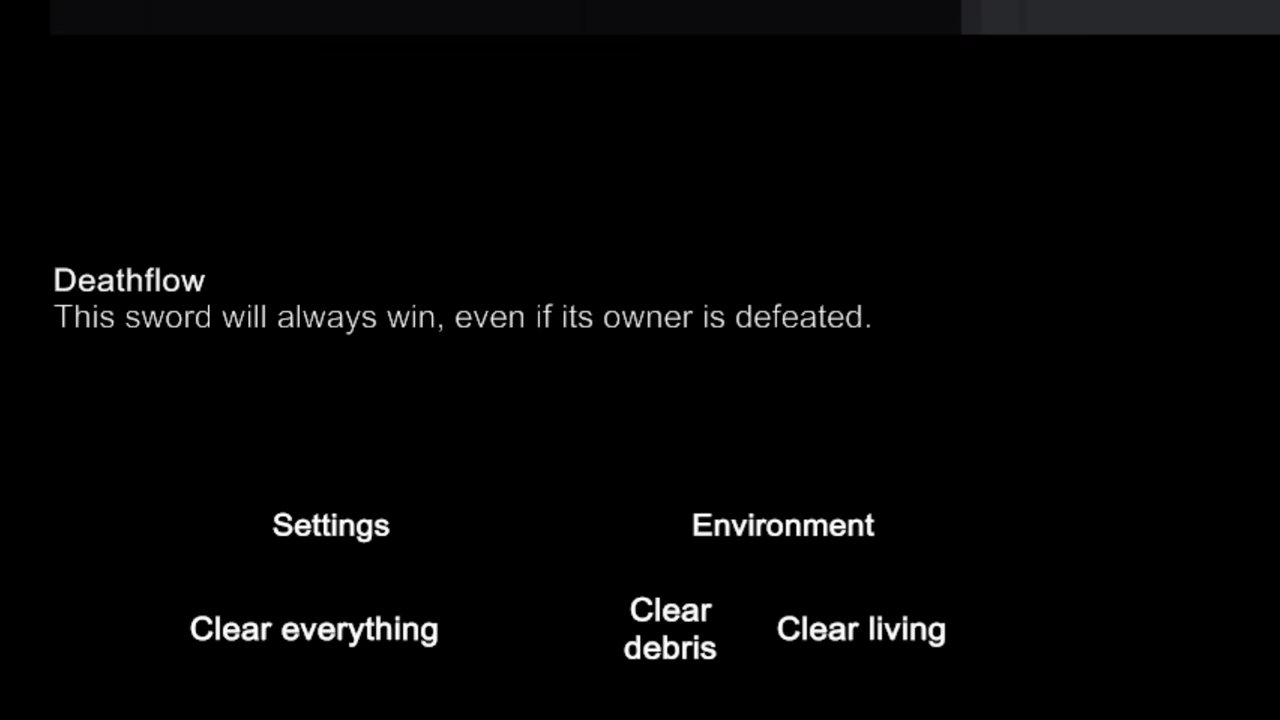 Deathflow
This sword will always win, even if its owner is defeated.
Settings
Environment
Clear everything
Clear
debris
Clear living